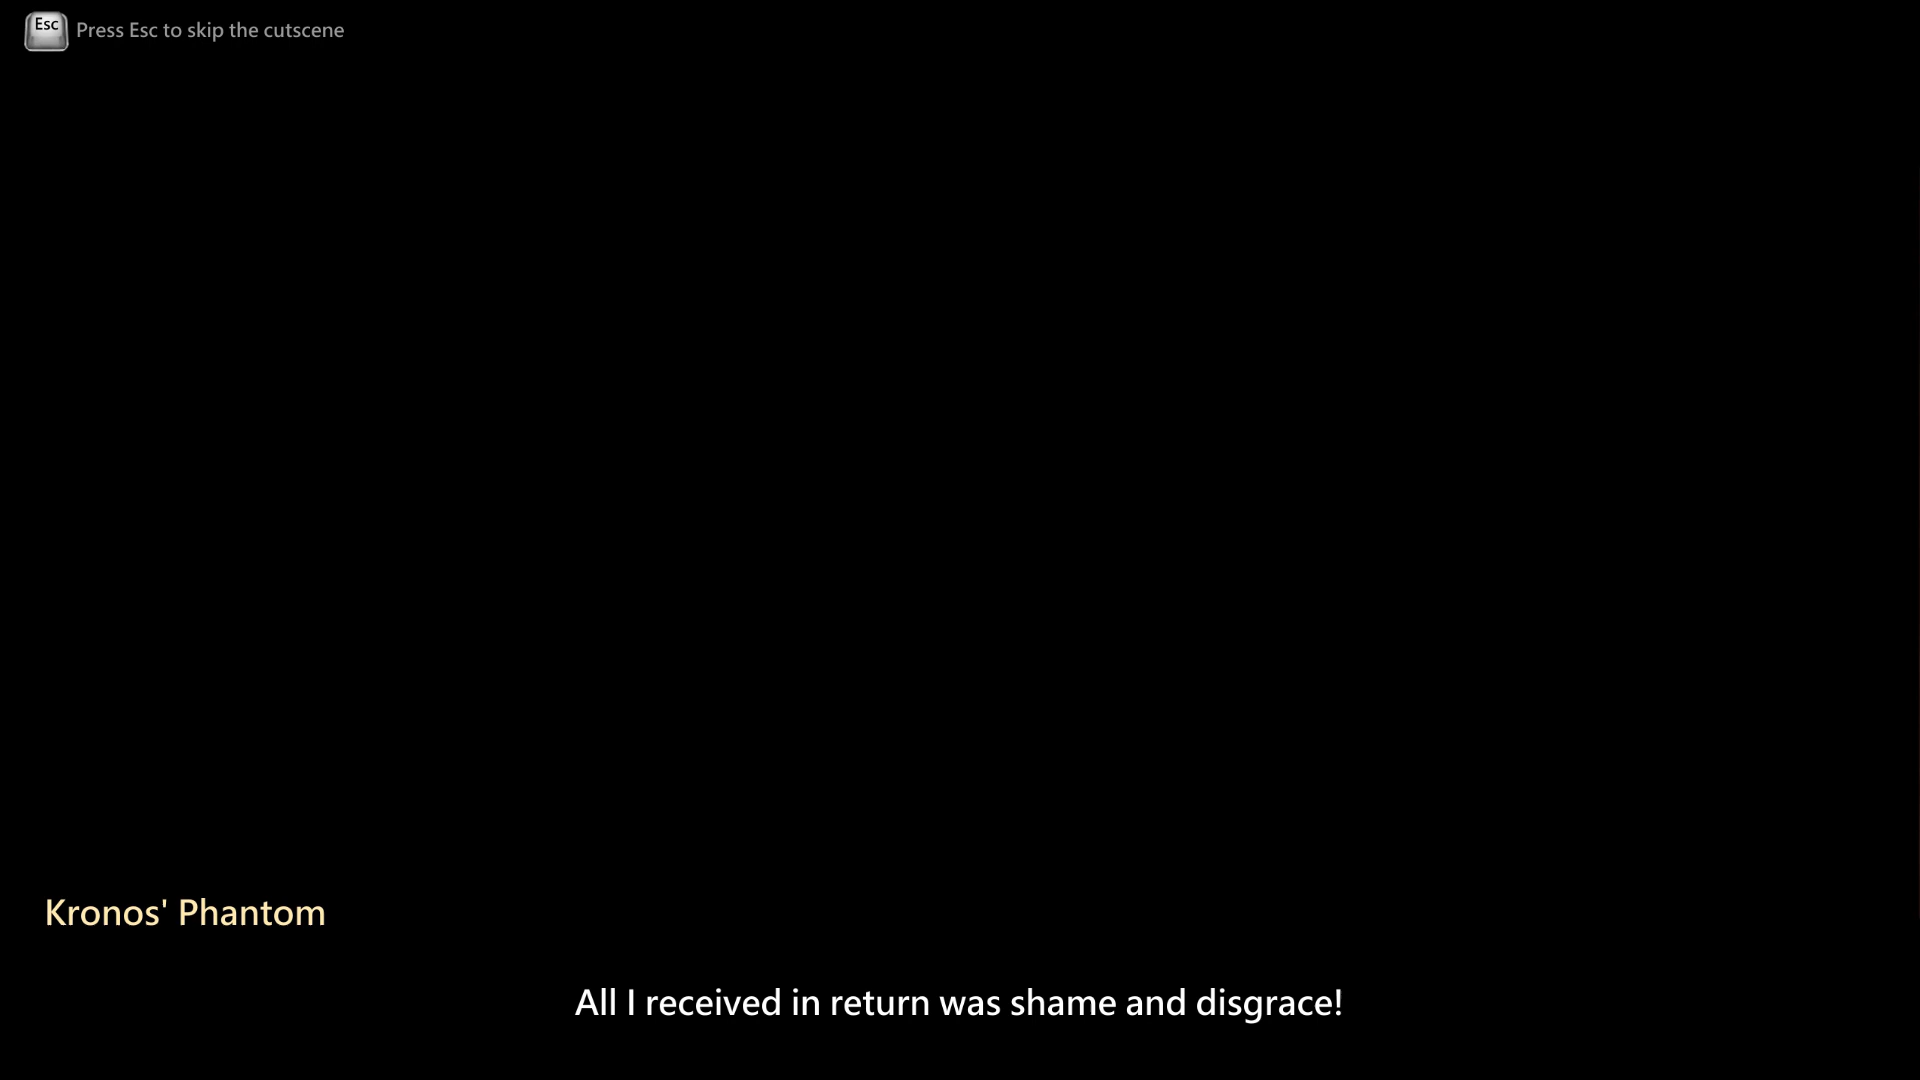 Esc Press Esc to skip the cutscene
Kronos' Phantom
All I received in return was shame and disgrace!